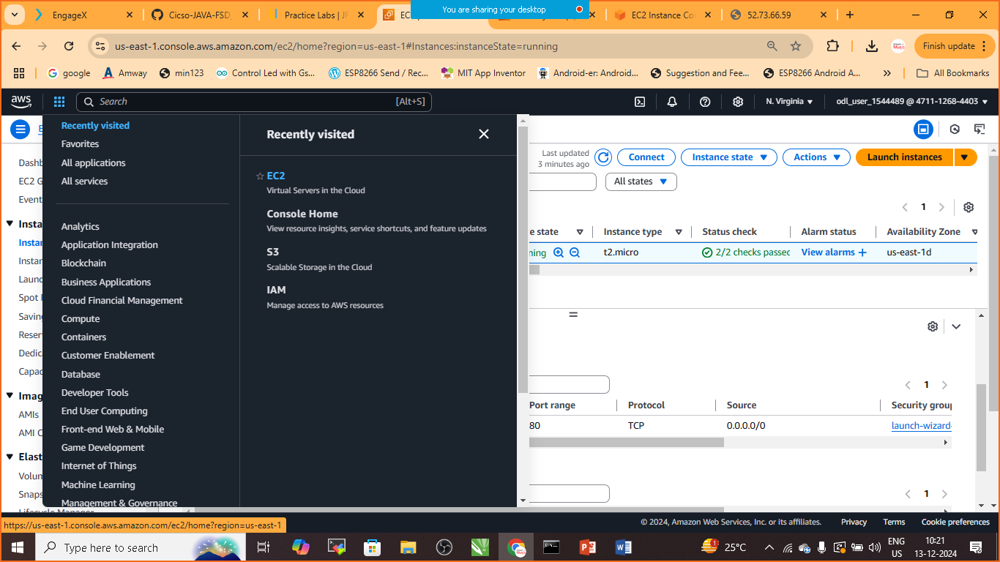 EngageX
Cicso-JAVA-FSD_
Practice Labs | JF
You are sharing your desktop
EC2 Instance Co
52.73.66.59
us-east-1.console.aws.amazon.com/ec2/home?region=us-east-1#Instances:instanceState=running
Finish update
google
Amway
min123
Control Led with Gs...
ESP8266 Send / Rec...
MIT App Inventor
Android-er: Android...
Suggestion and Fee...
ESP8266 Android A...
All Bookmarks
aws
Search
[Alt+S]
N. Virginia
odl_user_1544489 @ 4711-1268-4403
Dashb
EC2 G
Event
Insta
Instan
Instan
Launc
Spot R
Saving
Reser
Dedic
Capac
Imag
AMIs
AMI C
Elast
Volum
Snaps
Lifecycle Manager
Recently visited
Favorites
All applications
All services
Analytics
Application Integration
Blockchain
Business Applications
Cloud Financial Management
Compute
Containers
Customer Enablement
Database
Developer Tools
End User Computing
Front-end Web & Mobile
Game Development
Internet of Things
Machine Learning
Management & Governance
Recently visited
EC2
Virtual Servers in the Cloud
Console Home
View resource insights, service shortcuts, and feature updates
S3
Scalable Storage in the Cloud
IAM
Manage access to AWS resources
Last updated
3 minutes ago
Connect
Instance state
Actions
Launch instances
All states
1
e state
Instance type
Status check
Alarm status
Availability Zone
ning
t2.micro
2/2 checks passec
View alarms +
us-east-1d
1
Port range
Protocol
Source
Security group
80
TCP
0.0.0.0/0
launch-wizard-
1
© 2024, Amazon Web Services, Inc. or its affiliates.
Privacy
Terms
Cookie preferences
https://us-east-1.console.aws.amazon.com/ec2/home?region=us-east-1
Type here to search
25°C
ENG
US
10:21
13-12-2024